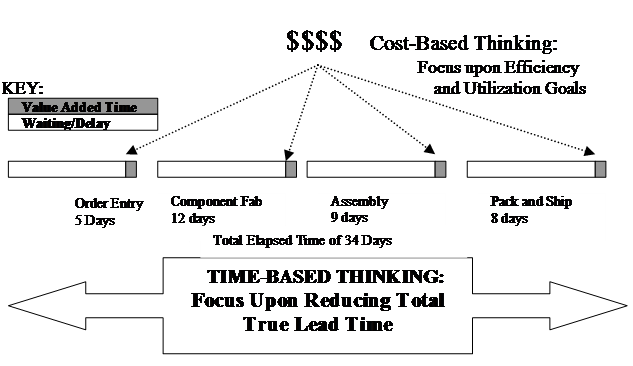 $$$$ Cost-Based Thinking:
Focus upon Efficiency
and Utilization Goals
KEY:
Value Added Time
Waiting/Delay
Order Entry
5 Days
Component Fab
12 days
Assembly
9 days
Pack and Ship
8 days
Total Elapsed Time of 34 Days
TIME-BASED THINKING:
Focus Upon Reducing Total
True Lead Time